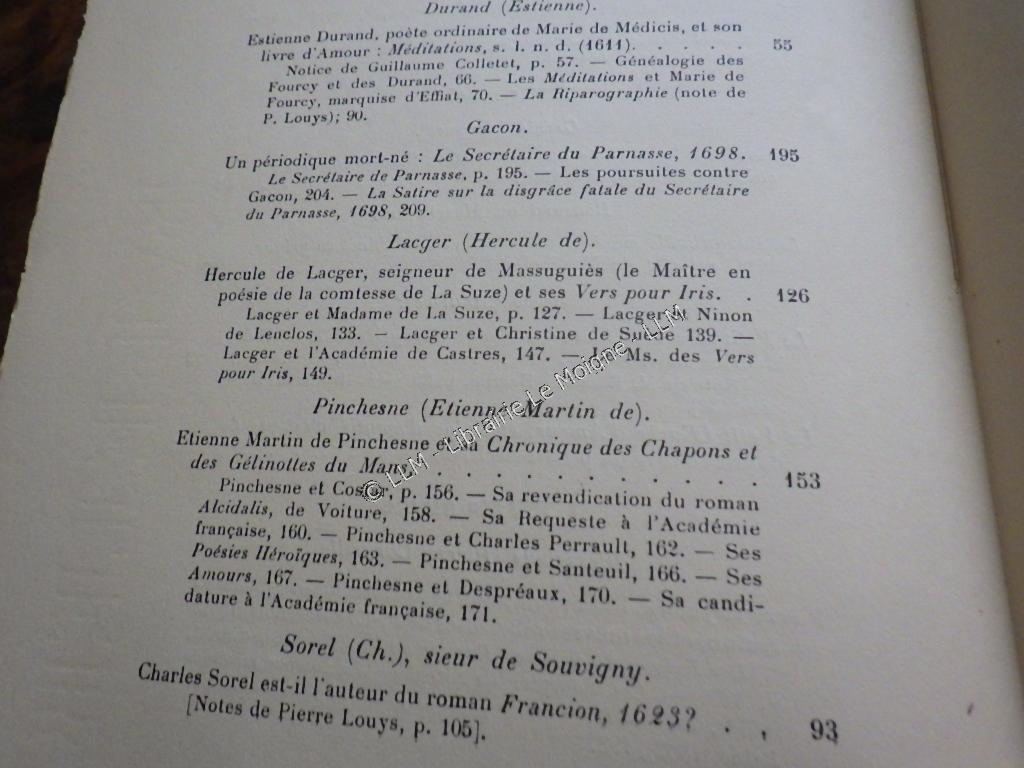 Durand (Estienne).
Estienne Durand, poète ordinaire de Marie de Médicis, et son
livre d'Amour : Méditations, s. l. n. d. (1611). . . . . 55
Notice de Guillaume Colletet, p. 57. — Généalogie des
Fourcy et des Durand, 66. — Les Méditations et Marie de
Fourcy, marquise d'Effiat, 70. — La Riparographie (note de
P. Louys); 90.
Gacon.
Un périodique mort-né : Le Secrétaire du Parnasse, 1698. 195
Le Secrétaire de Parnasse, p. 195. — Les poursuites contre
Gacon, 204. — La Satire sur la disgrâce fatale du Secrétaire
du Parnasse, 1698, 209.
Lacger (Hercule de).
Hercule de Lacger, seigneur de Massuguiès (le Maître en
poésie de la comtesse de La Suze) et ses Vers pour Iris. . 126
Lacger et Madame de La Suze, p. 127. — Lacger et Ninon
de Lenclos, 133. — Lacger et Christine de Suède 139. —
Lacger et l'Académie de Castres, 147. — Le Ms. des Vers
pour Iris, 149.
Pinchesne (Etienne Martin de).
Etienne Martin de Pinchesne et sa Chronique des Chapons et
des Gélinottes du Mans . . . . . . . . . . . 153
Pinchesne et Costar, p. 156. — Sa revendication du roman
Alcidalis, de Voiture, 158. — Sa Requeste à l'Académie
française, 160. — Pinchesne et Charles Perrault, 162. — Ses
Poésies Héroïques, 163. — Pinchesne et Santeuil, 166. — Ses
Amours, 167. — Pinchesne et Despréaux, 170. — Sa candi-
dature à l'Académie française, 171.
Sorel (Ch.), sieur de Souvigny.
Charles Sorel est-il l'auteur du roman Francion, 1623? . . 93
[Notes de Pierre Louys, p. 105].
© LLM - Librairie Le Moigne - LLM